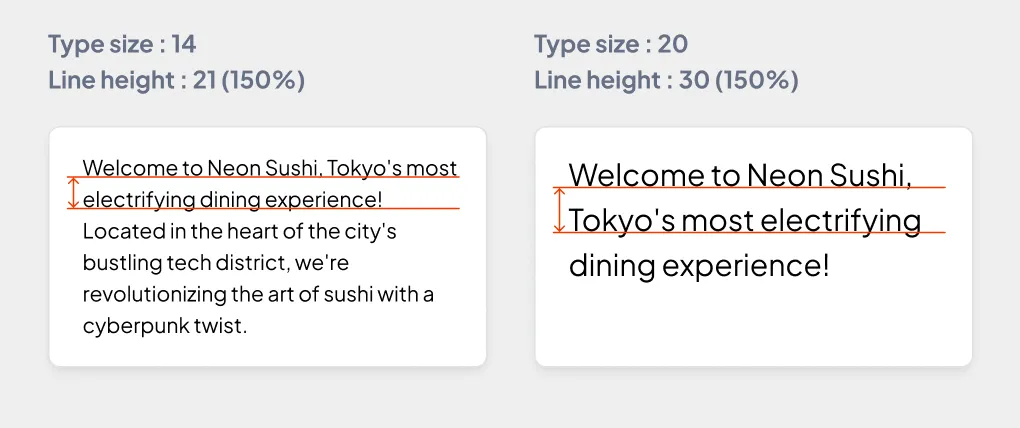 Type size : 14
Line height : 21 (150%)
Welcome to Neon Sushi, Tokyo's most
electrifying dining experience!
Located in the heart of the city's
bustling tech district, we're
revolutionizing the art of sushi with a
cyberpunk twist.
Type size : 20
Line height : 30 (150%)
Welcome to Neon Sushi,
Tokyo's most electrifying
dining experience!